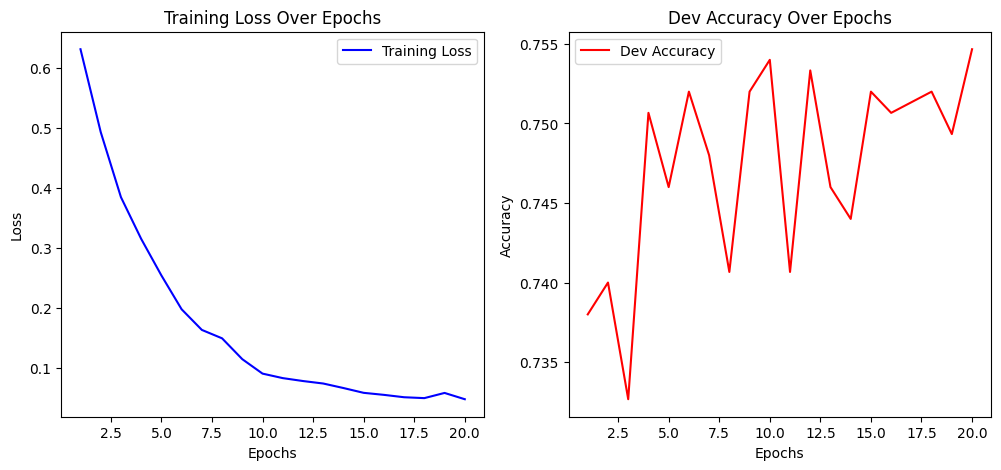 Training Loss Over Epochs
Training Loss
0.6
0.5
0.4
0.3
0.2
0.1
Loss
2.5 5.0 7.5 10.0 12.5 15.0 17.5 20.0
Epochs
Dev Accuracy Over Epochs
Dev Accuracy
0.755
0.750
0.745
0.740
0.735
Accuracy
2.5 5.0 7.5 10.0 12.5 15.0 17.5 20.0
Epochs